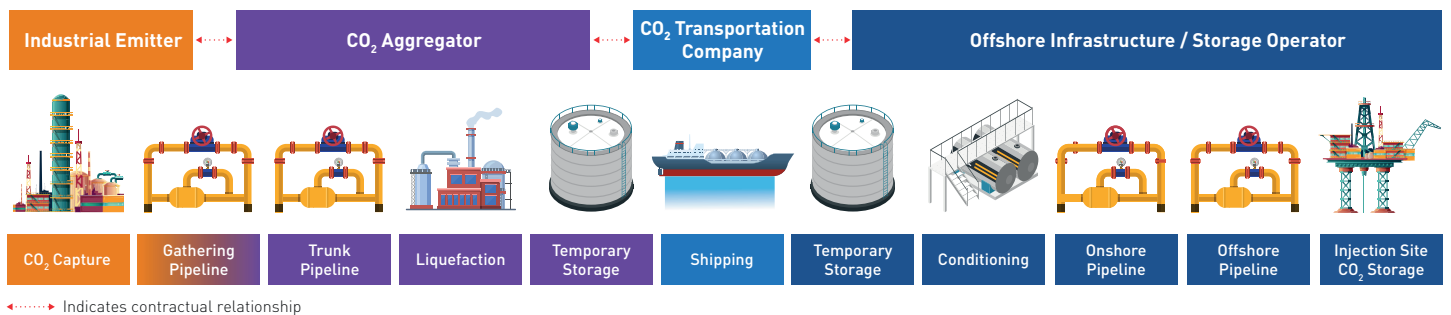 Industrial Emitter
CO₂ Aggregator
CO₂ Transportation
Company
Offshore Infrastructure / Storage Operator
CO₂ Capture
Gathering
Pipeline
Trunk
Pipeline
Liquefaction
Temporary
Storage
Shipping
Temporary
Storage
Conditioning
Onshore
Pipeline
Offshore
Pipeline
Injection Site
CO₂ Storage
Indicates contractual relationship